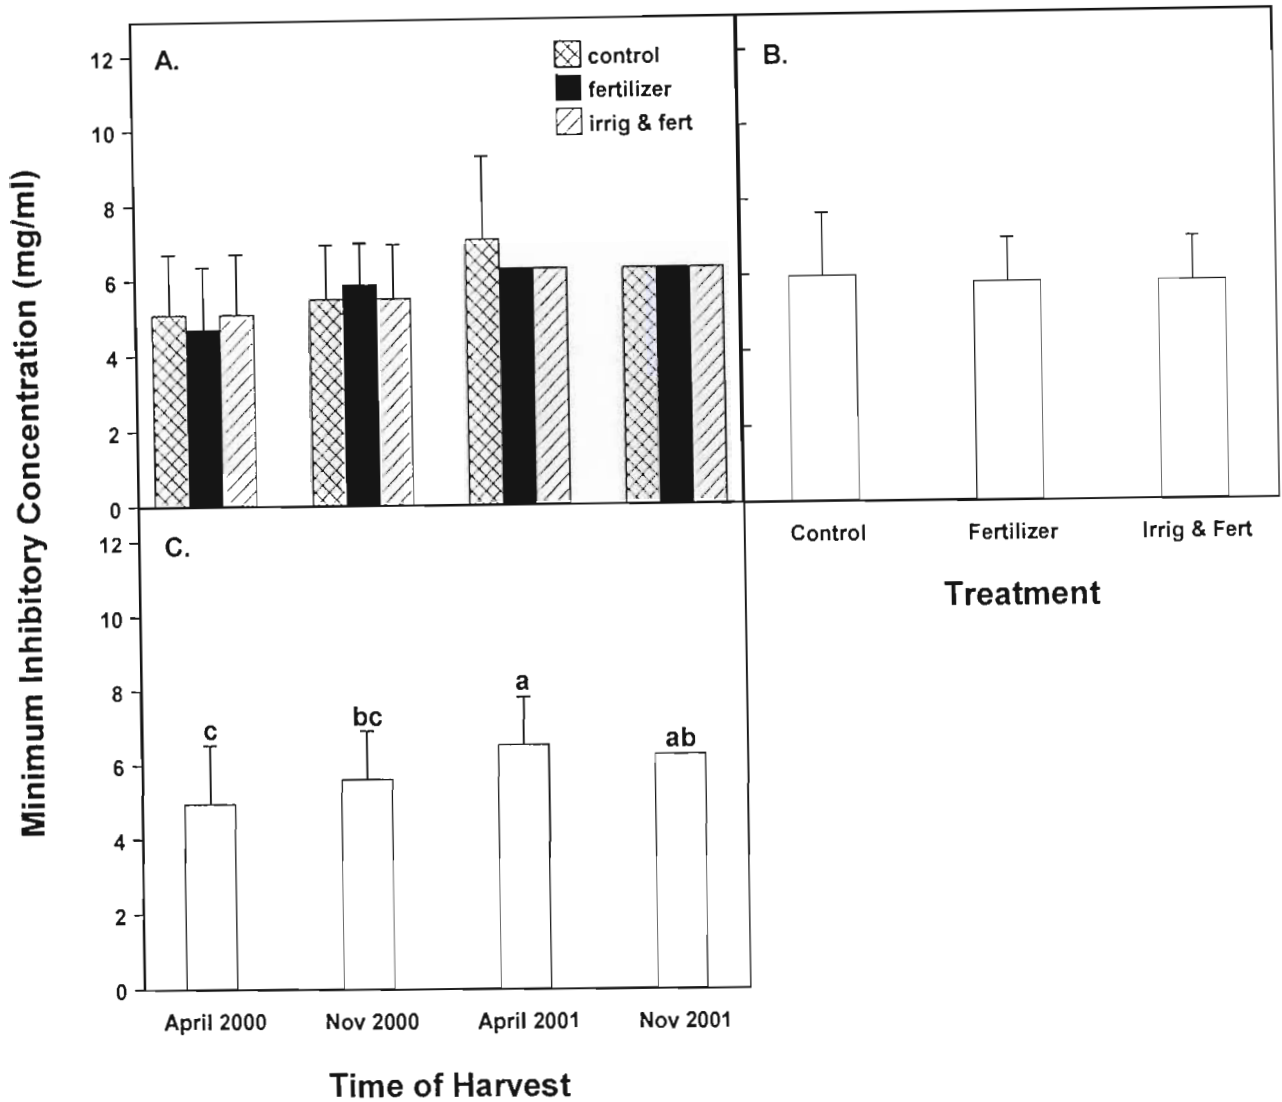 Minimum Inhibitory Concentration (mg/ml)
A.
control
fertilizer
irrig & fert
12
10
8
6
4
2
0
B.
Control
Fertilizer
Irrig & Fert
Treatment
C.
12
10
8
6
4
2
0
c
bc
a
ab
April 2000
Nov 2000
April 2001
Nov 2001
Time of Harvest